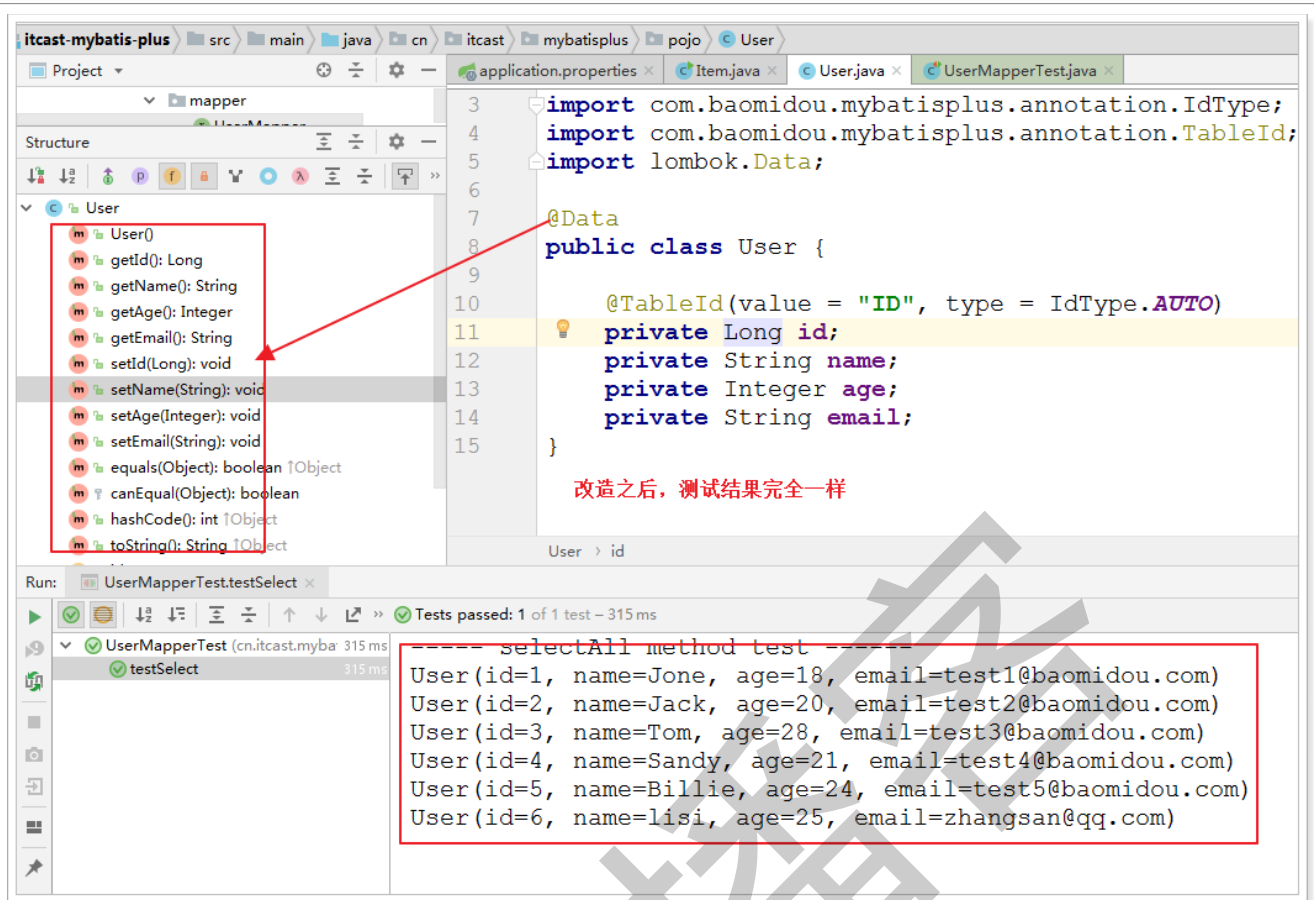 itcast-mybatis-plus src main java cn itcast mybatisplus pojo User
Project
application.properties Item.java User.java UserMapperTest.java
mapper
UserMapper
Structure
User
User()
getId(): Long
getName(): String
getAge(): Integer
getEmail(): String
setId(Long): void
setName(String): void
setAge(Integer): void
setEmail(String): void
equals(Object): boolean ↑Object
canEqual(Object): boolean
hashCode(): int ↑Object
toString(): String ↑Object
3 import com.baomidou.mybatisplus.annotation.IdType;
4 import com.baomidou.mybatisplus.annotation.TableId;
5 import lombok.Data;
6
7 @Data
8 public class User {
9
10 @TableId(value = "ID", type = IdType.AUTO)
11 private Long id;
12 private String name;
13 private Integer age;
14 private String email;
15 }
改造之后，测试结果完全一样
User › id
Run: UserMapperTest.testSelect
Tests passed: 1 of 1 test – 315 ms
UserMapperTest (cn.itcast.myba 315 ms
testSelect 315 ms
----- selectAll method test ------
User(id=1, name=Jone, age=18, email=test1@baomidou.com)
User(id=2, name=Jack, age=20, email=test2@baomidou.com)
User(id=3, name=Tom, age=28, email=test3@baomidou.com)
User(id=4, name=Sandy, age=21, email=test4@baomidou.com)
User(id=5, name=Billie, age=24, email=test5@baomidou.com)
User(id=6, name=lisi, age=25, email=zhangsan@qq.com)